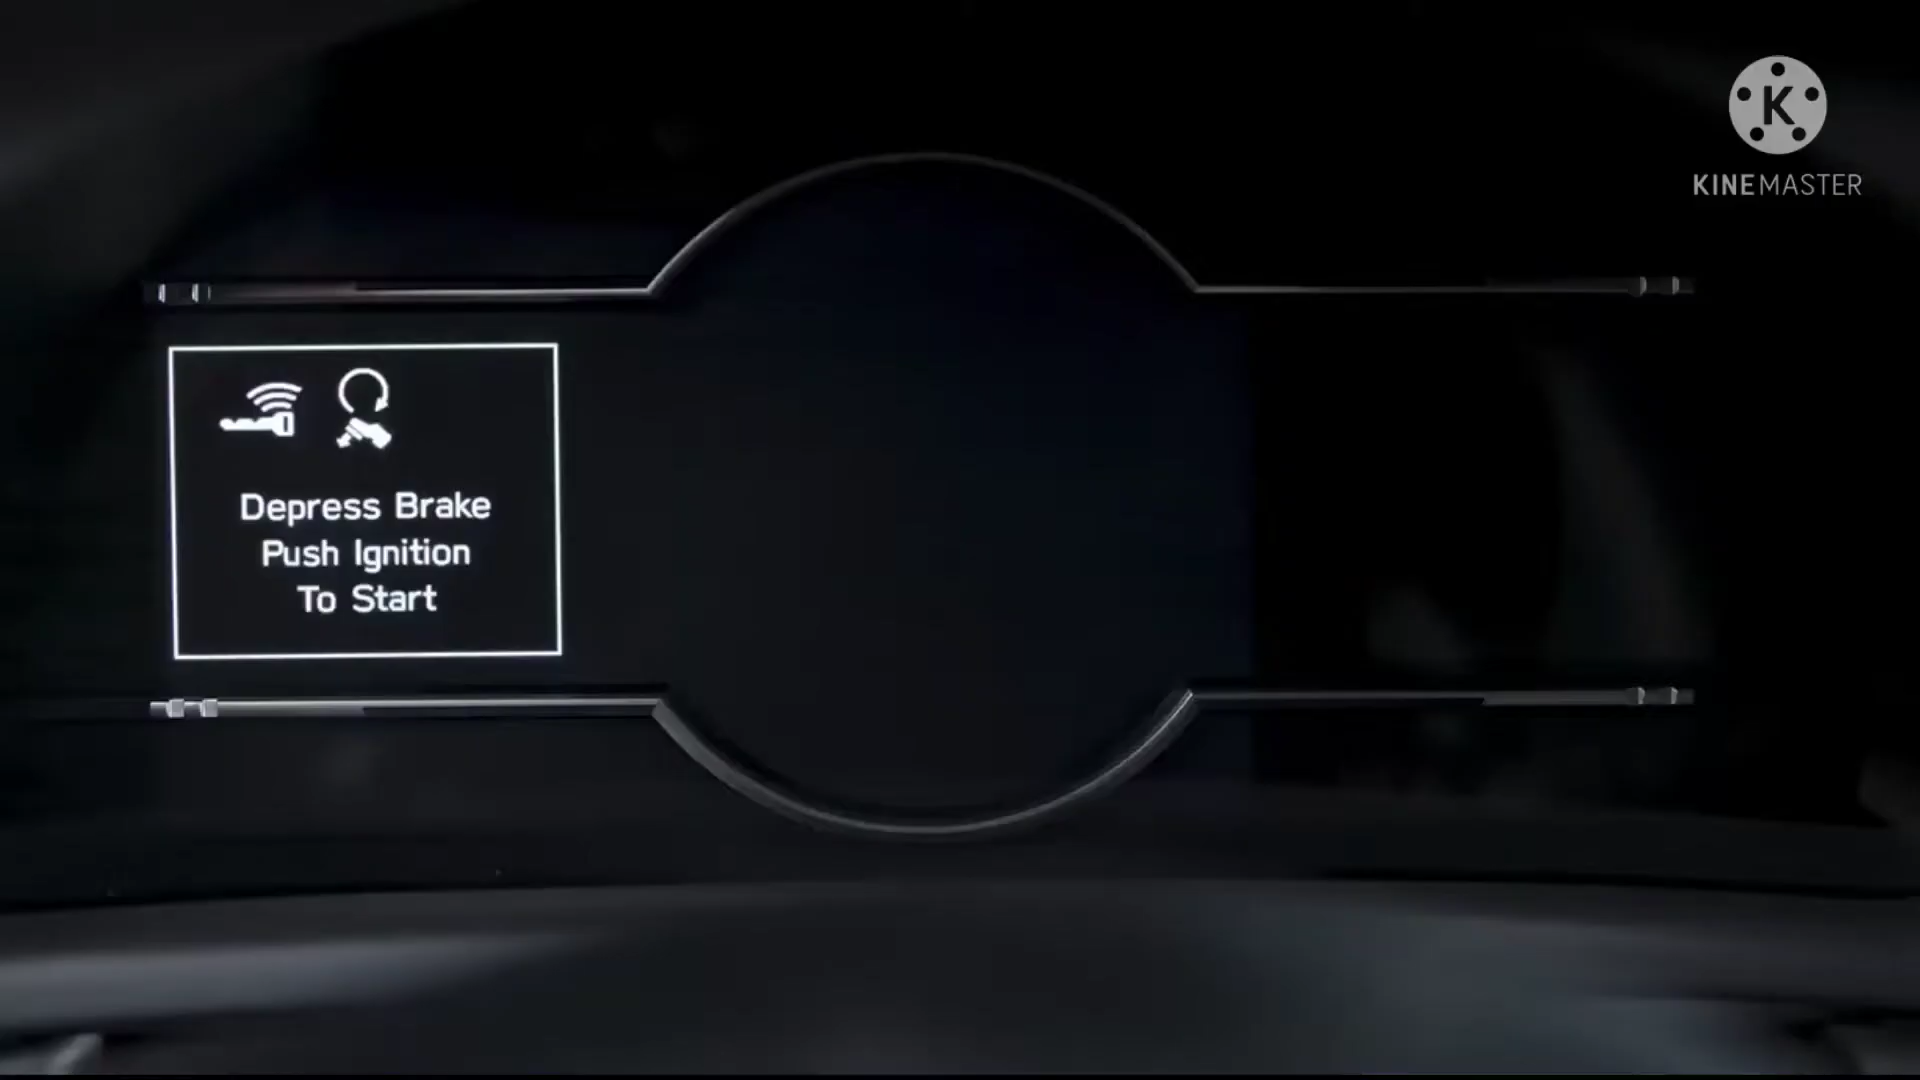 K
KINEMASTER
Depress Brake
Push Ignition
To Start